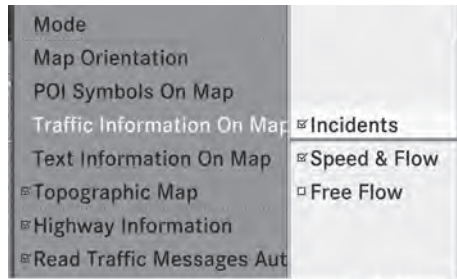 Mode
Map Orientation
POI Symbols On Map
Traffic Information On Map
Incidents
Text Information On Map
Speed & Flow
Topographic Map
Free Flow
Highway Information
Read Traffic Messages Aut